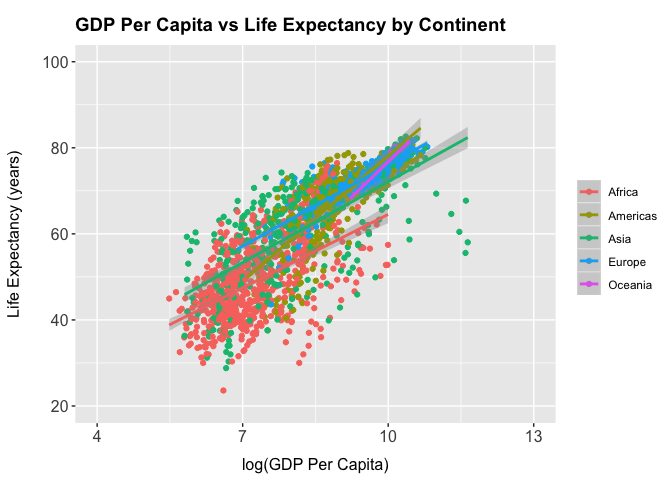 GDP Per Capita vs Life Expectancy by Continent
Life Expectancy (years)
100
80
60
40
20
4 7 10 13
log(GDP Per Capita)
Africa
Americas
Asia
Europe
Oceania